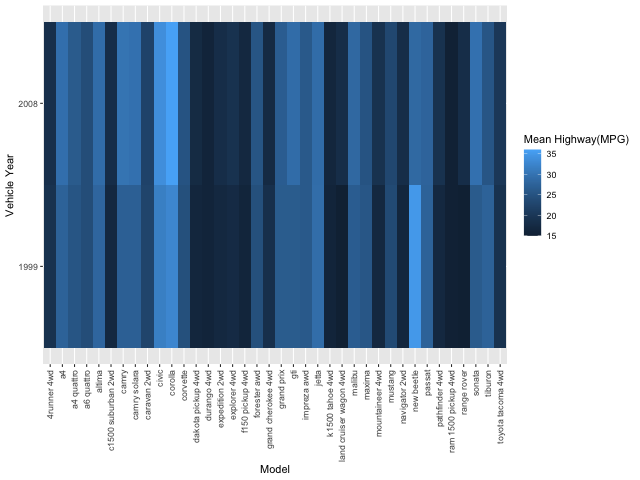 2008
1999
Vehicle Year
4runner 4wd
a4
a4 quattro
a6 quattro
altima
c1500 suburban 2wd
camry
camry solara
caravan 2wd
civic
corolla
corvette
dakota pickup 4wd
durango 4wd
expedition 2wd
explorer 4wd
f150 pickup 4wd
forester awd
grand cherokee 4wd
grand prix
gti
impreza awd
jetta
k1500 tahoe 4wd
land cruiser wagon 4wd
malibu
maxima
mountaineer 4wd
mustang
navigator 2wd
new beetle
passat
pathfinder 4wd
ram 1500 pickup 4wd
range rover
sonata
tiburon
toyota tacoma 4wd
Model
Mean Highway(MPG)
35
30
25
20
15